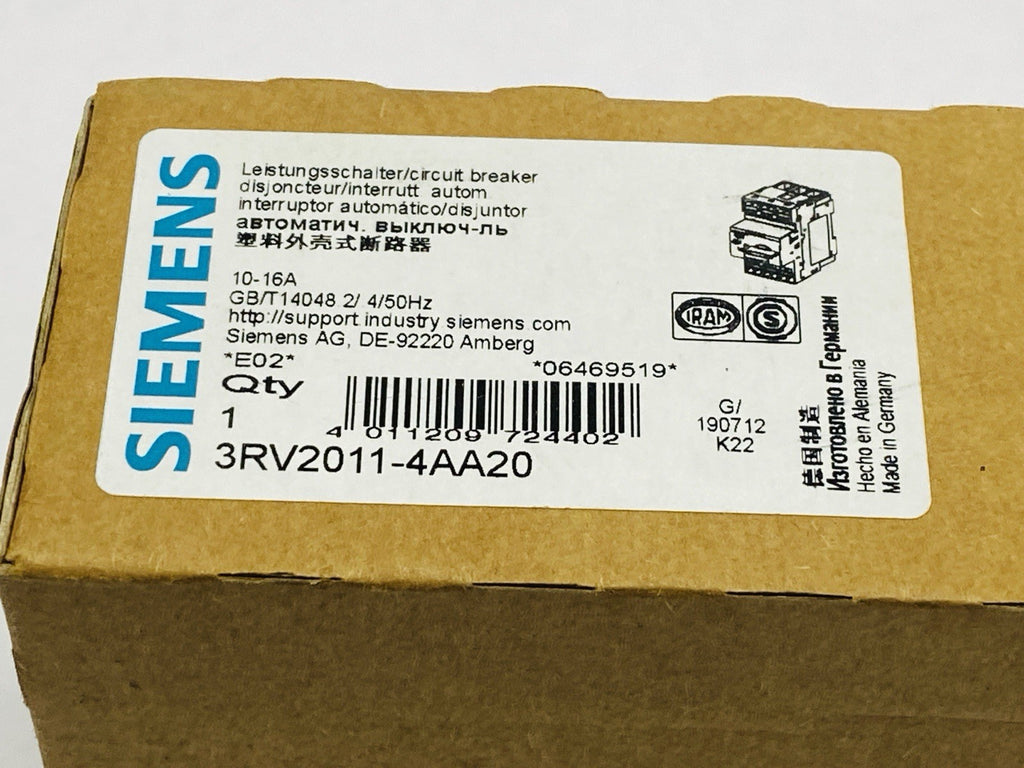 SIEMENS
Leistungsschalter/circuit breaker
disjoncteur/interrutt autom
interruptor automático/disjuntor
автоматич. выключ-ль
塑料外壳式断路器
10-16A
GB/T14048 2/ 4/50Hz
http://support industry siemens com
Siemens AG, DE-92220 Amberg
*E02* *06469519*
Qty
1
4 011209 724402
3RV2011-4AA20
IRAM S
G/
190712
K22
德国制造
Изготовлено в Германии
Hecho en Alemania
Made in Germany